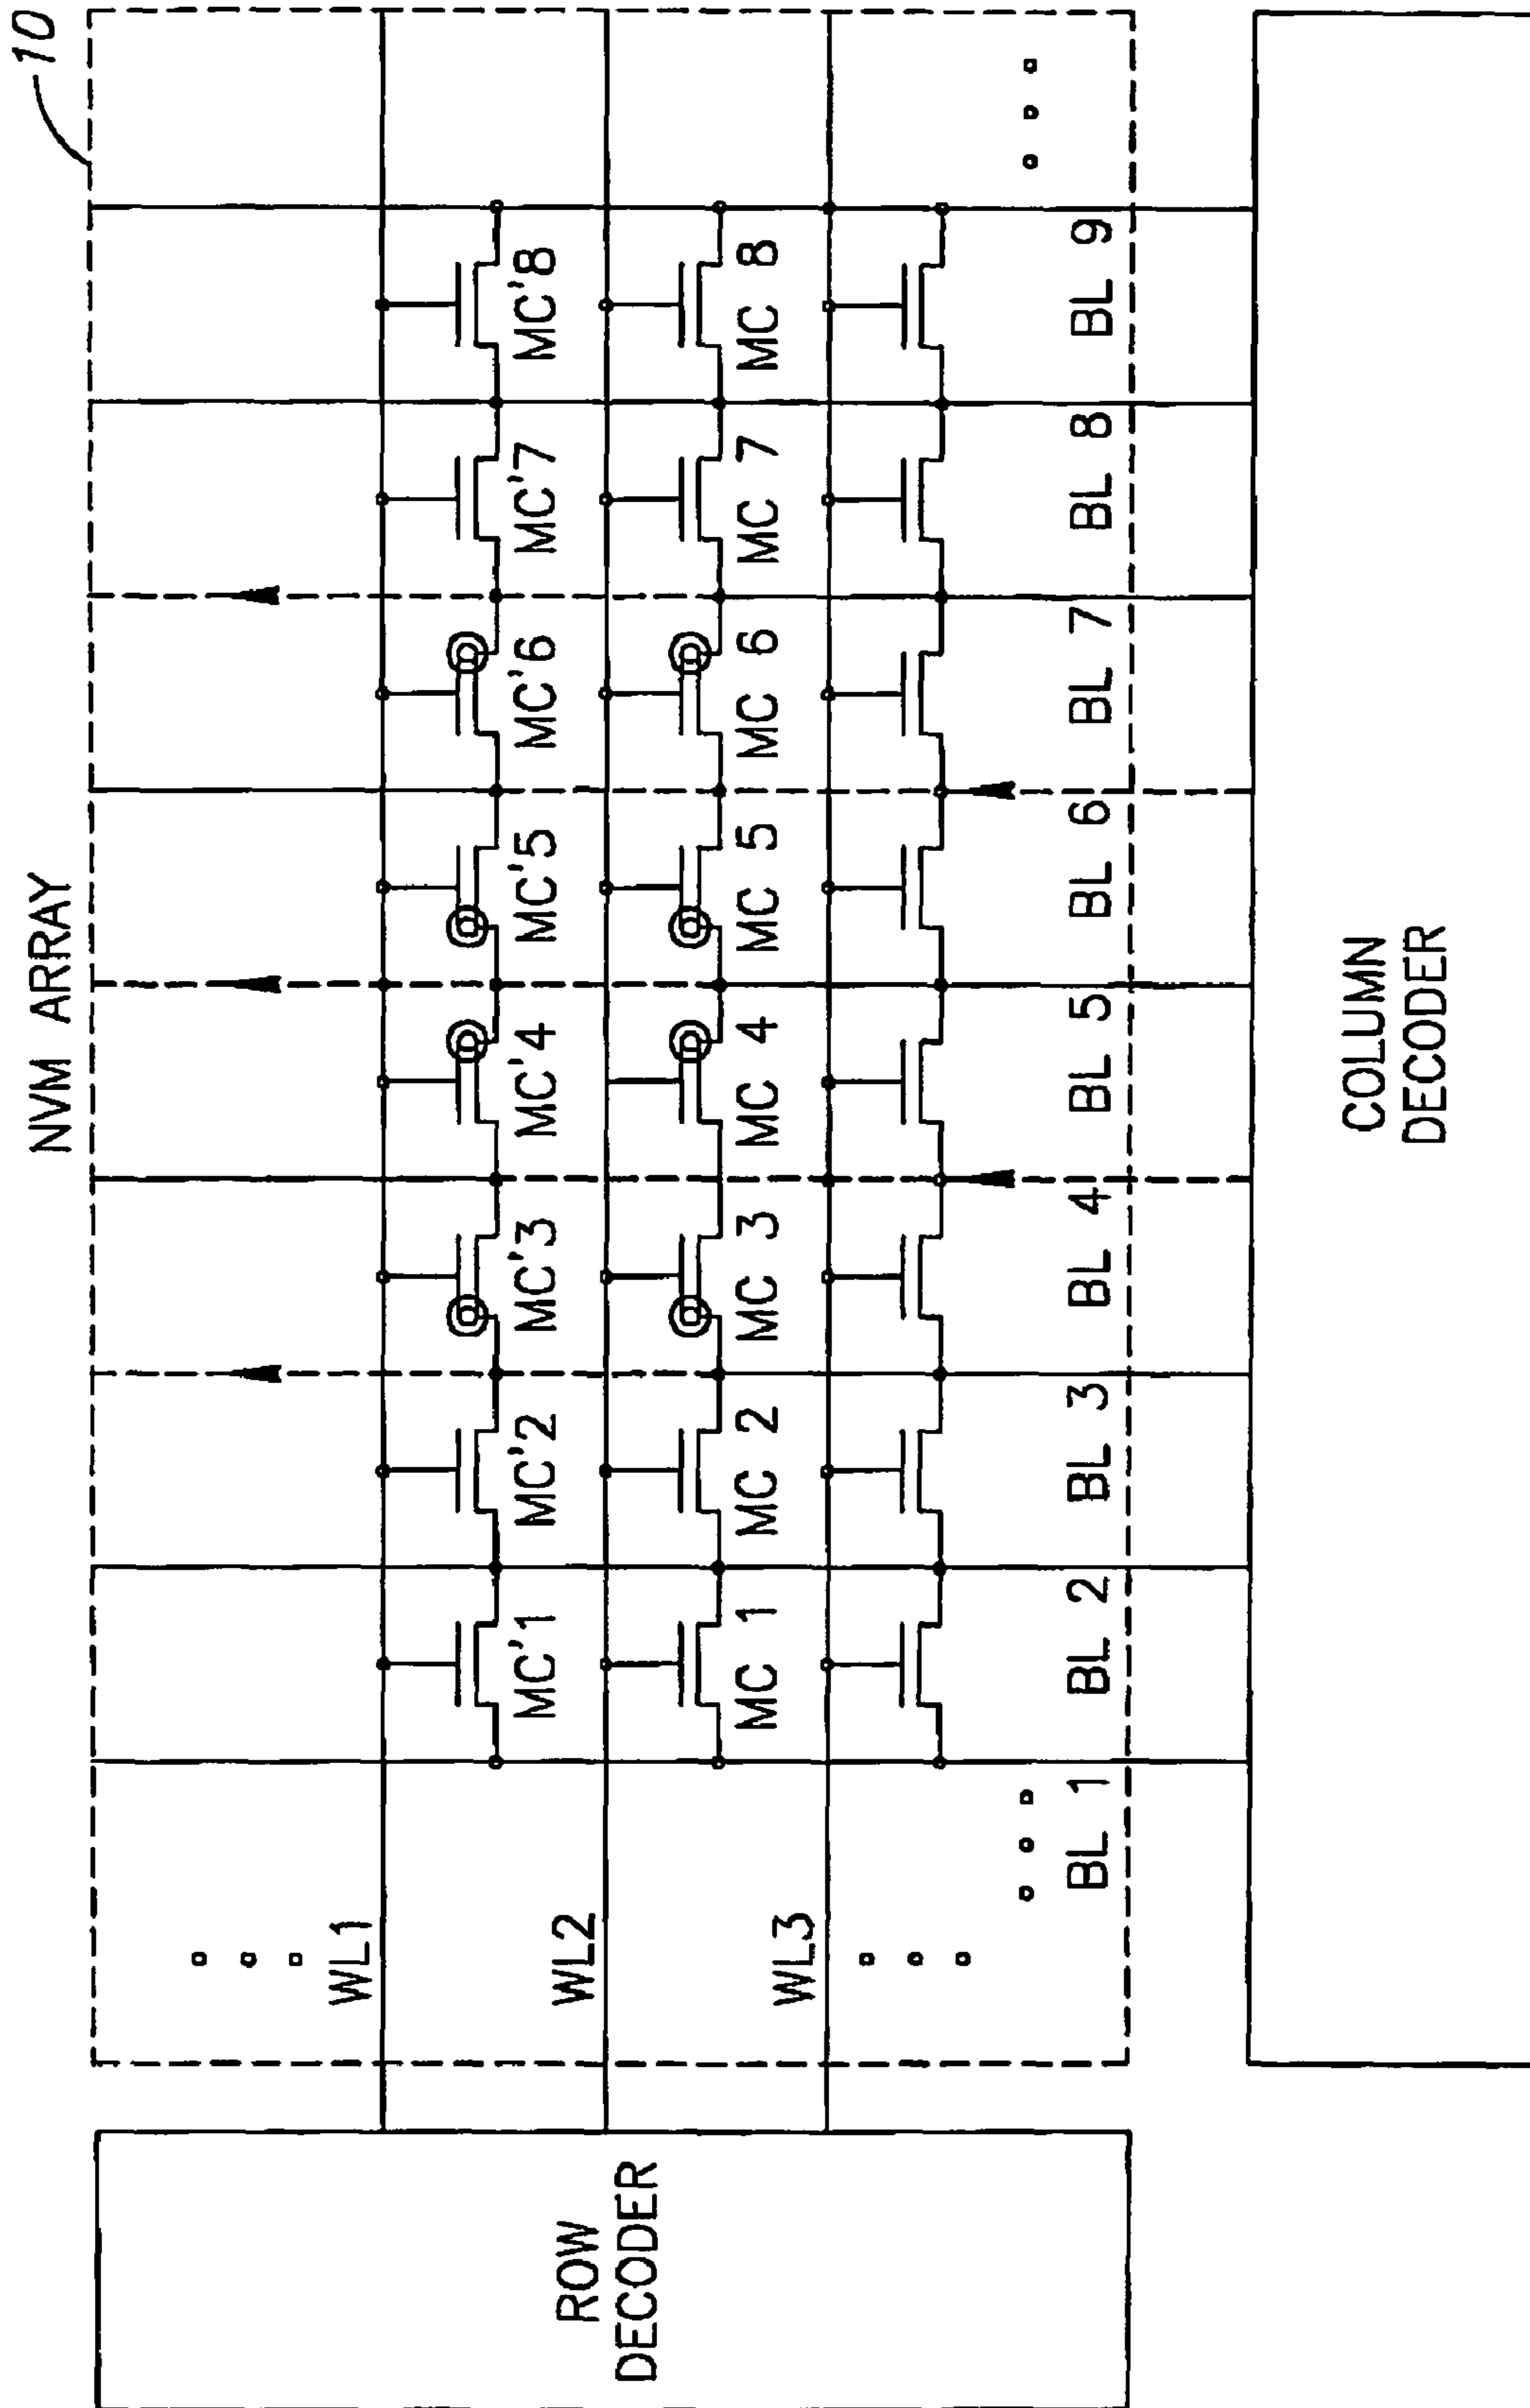 10
NVM ARRAY
WL1
MC'1 MC'2 MC'3 MC'4 MC'5 MC'6 MC'7 MC'8
WL2
MC 1 MC 2 MC 3 MC 4 MC 5 MC 6 MC 7 MC 8
WL3
BL 1 BL 2 BL 3 BL 4 BL 5 BL 6 BL 7 BL 8 BL 9
ROW
DECODER
COLUMN
DECODER